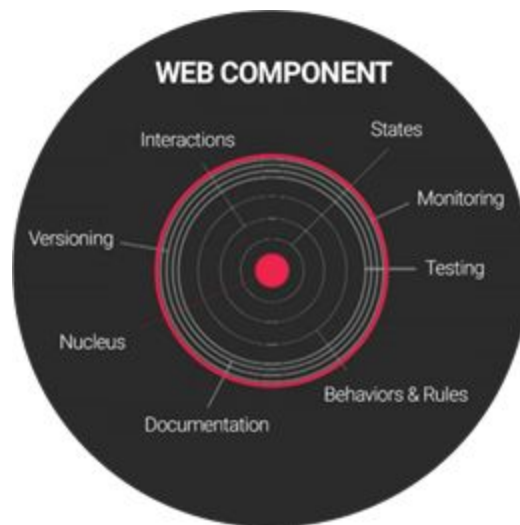 WEB COMPONENT
States
Interactions
Monitoring
Versioning
Testing
Nucleus
Behaviors & Rules
Documentation